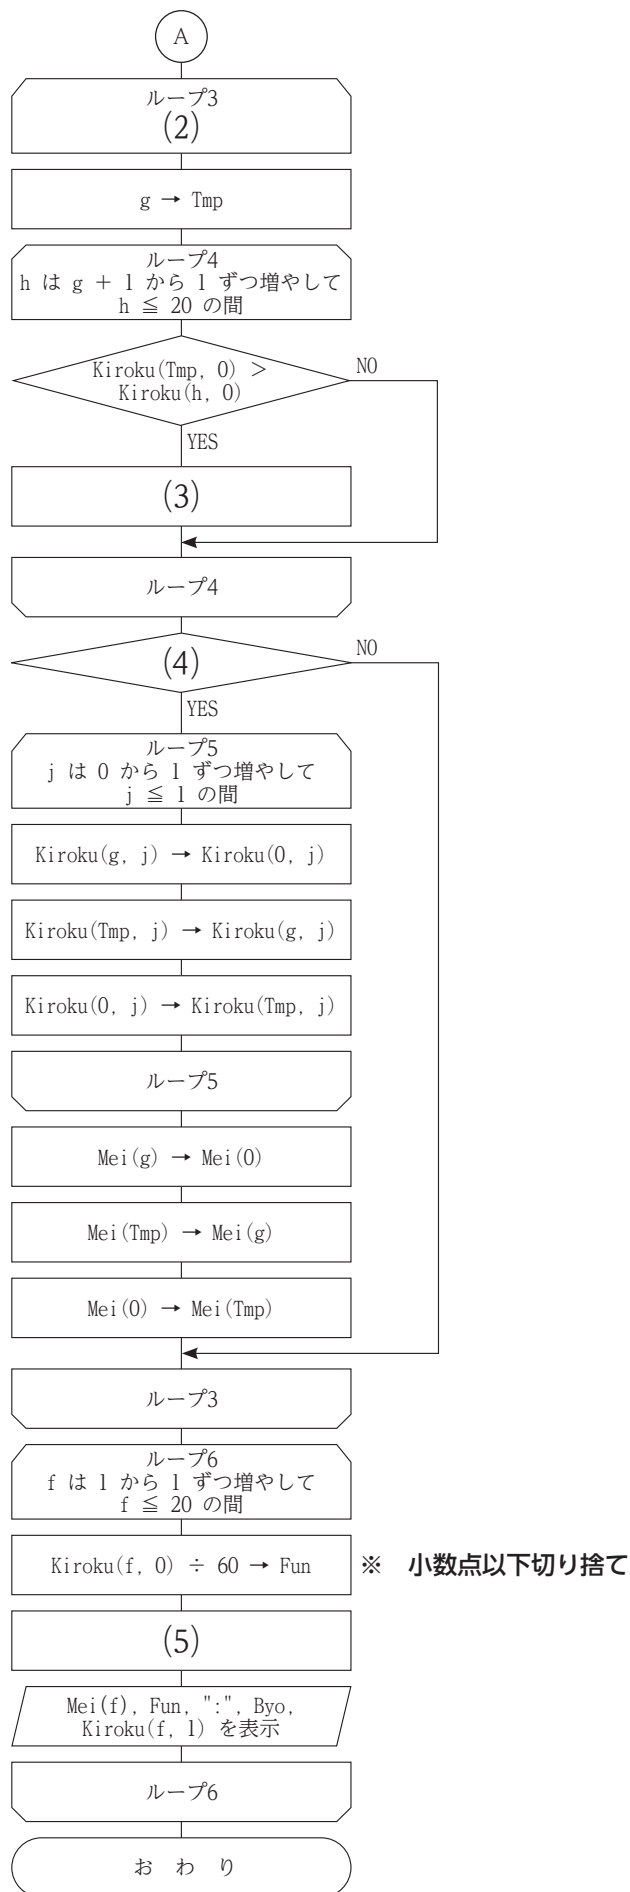 A
ループ3
(2)
g → Tmp
ループ4
h は g + 1 から 1 ずつ増やして
h ≦ 20 の間
Kiroku(Tmp, 0) >
Kiroku(h, 0)
NO
YES
(3)
ループ4
(4)
NO
YES
ループ5
j は 0 から 1 ずつ増やして
j ≦ 1 の間
Kiroku(g, j) → Kiroku(0, j)
Kiroku(Tmp, j) → Kiroku(g, j)
Kiroku(0, j) → Kiroku(Tmp, j)
ループ5
Mei(g) → Mei(0)
Mei(Tmp) → Mei(g)
Mei(0) → Mei(Tmp)
ループ3
ループ6
f は 1 から 1 ずつ増やして
f ≦ 20 の間
Kiroku(f, 0) ÷ 60 → Fun ※ 小数点以下切り捨て
(5)
Mei(f), Fun, ":", Byo,
Kiroku(f, 1) を表示
ループ6
おわり